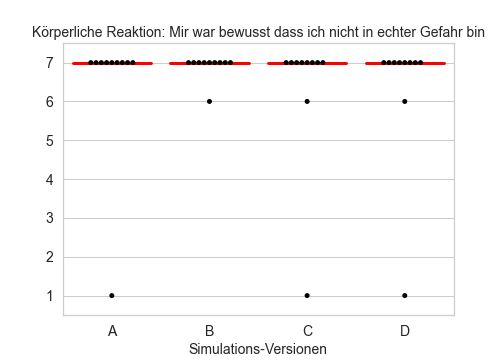 Körperliche Reaktion: Mir war bewusst dass ich nicht in echter Gefahr bin
7
6
5
4
3
2
1
A B C D
Simulations-Versionen